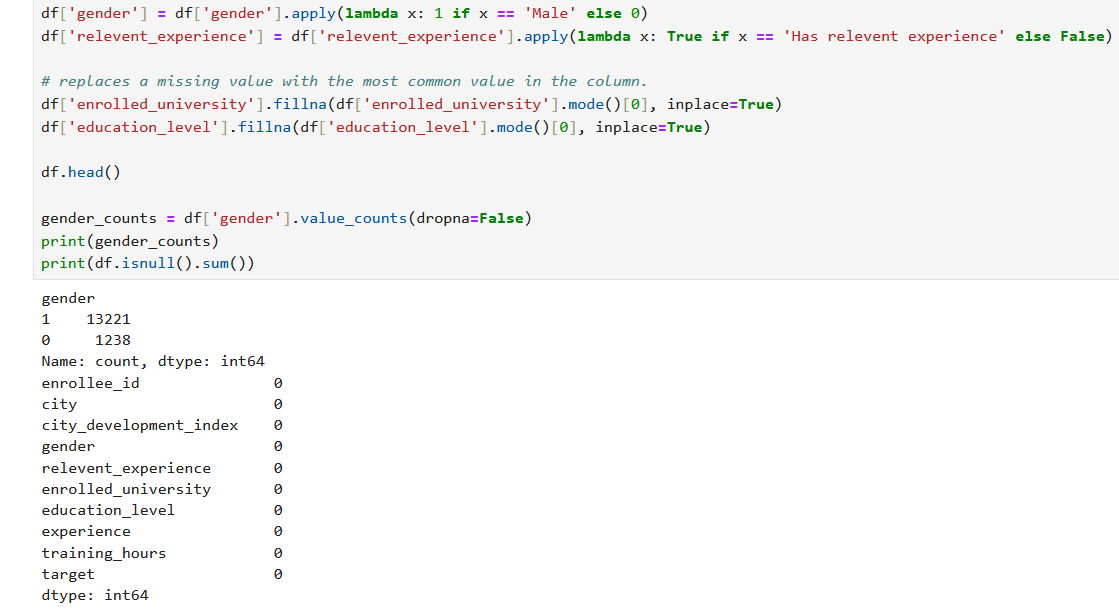 df['gender'] = df['gender'].apply(lambda x: 1 if x == 'Male' else 0)
df['relevent_experience'] = df['relevent_experience'].apply(lambda x: True if x == 'Has relevent experience' else False)
# replaces a missing value with the most common value in the column.
df['enrolled_university'].fillna(df['enrolled_university'].mode()[0], inplace=True)
df['education_level'].fillna(df['education_level'].mode()[0], inplace=True)
df.head()
gender_counts = df['gender'].value_counts(dropna=False)
print(gender_counts)
print(df.isnull().sum())
gender
1    13221
0     1238
Name: count, dtype: int64
enrollee_id               0
city                      0
city_development_index    0
gender                    0
relevent_experience       0
enrolled_university       0
education_level           0
experience                0
training_hours            0
target                    0
dtype: int64